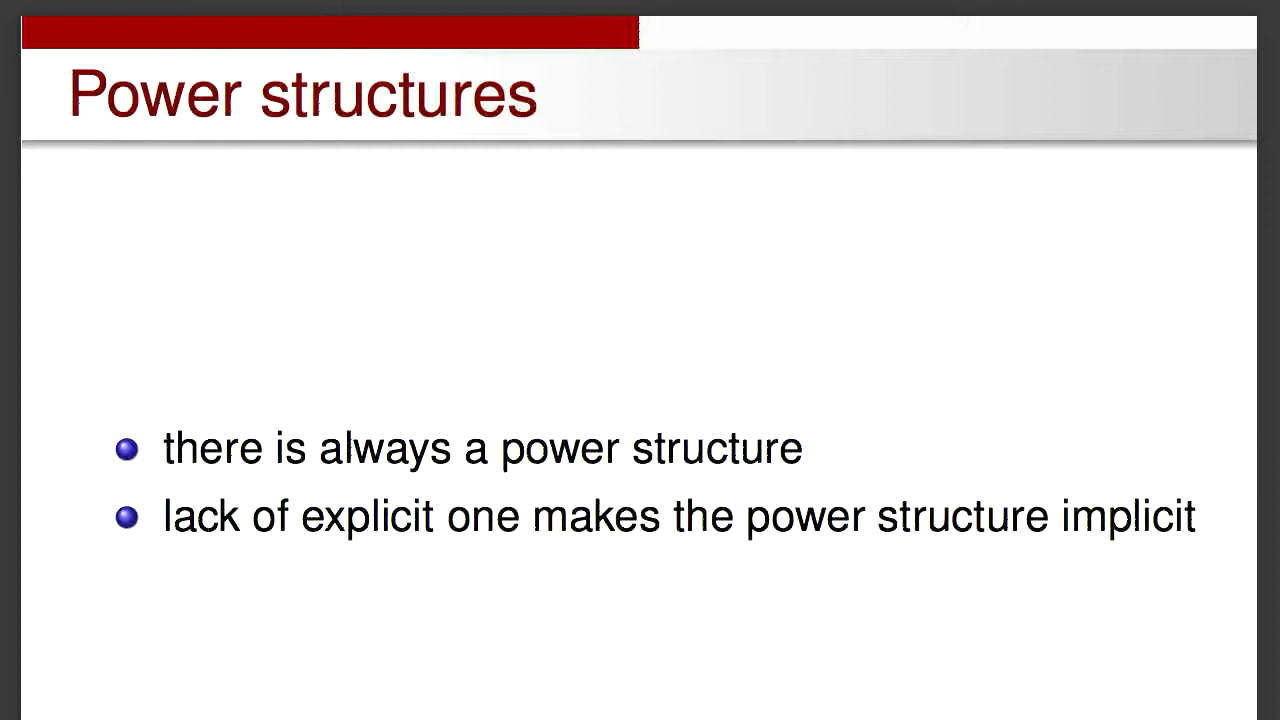 Power structures
there is always a power structure
lack of explicit one makes the power structure implicit